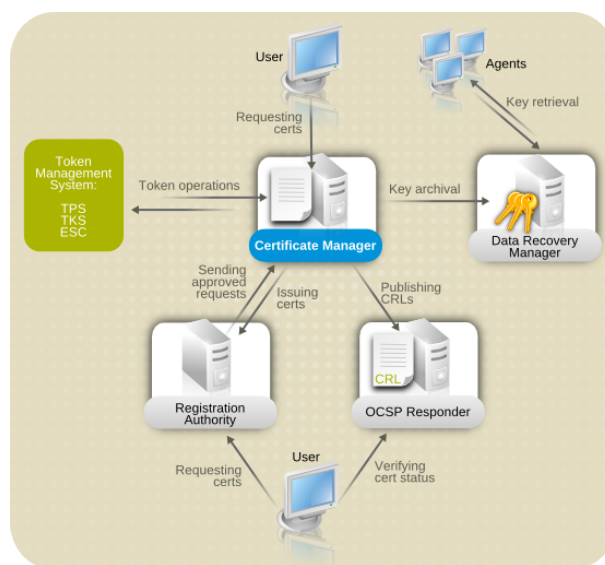 User
Agents
Key retrieval
Requesting
certs
Token
Management
System:
TPS
TKS
ESC
Token operations
Key archival
Certificate Manager
Data Recovery
Manager
Sending
approved
requests
Issuing
certs
Publishing
CRLs
CRL
Registration
Authority
OCSP Responder
User
Requesting
certs
Verifying
cert status